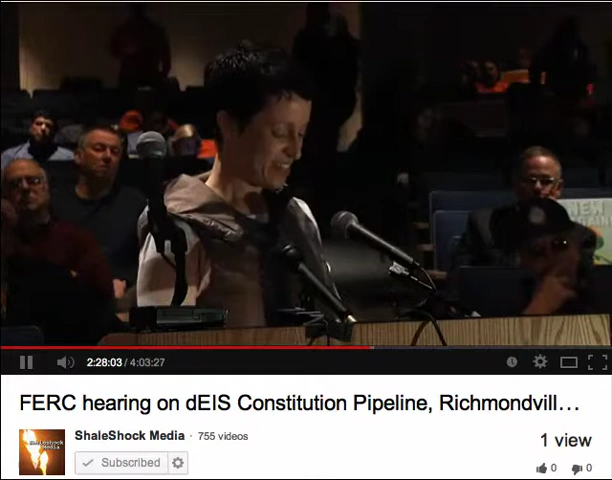 NEW
2:28:03 / 4:03:27
FERC hearing on dEIS Constitution Pipeline, Richmondvill...
ShaleShock Media · 755 videos
1 view
Subscribed
0 0